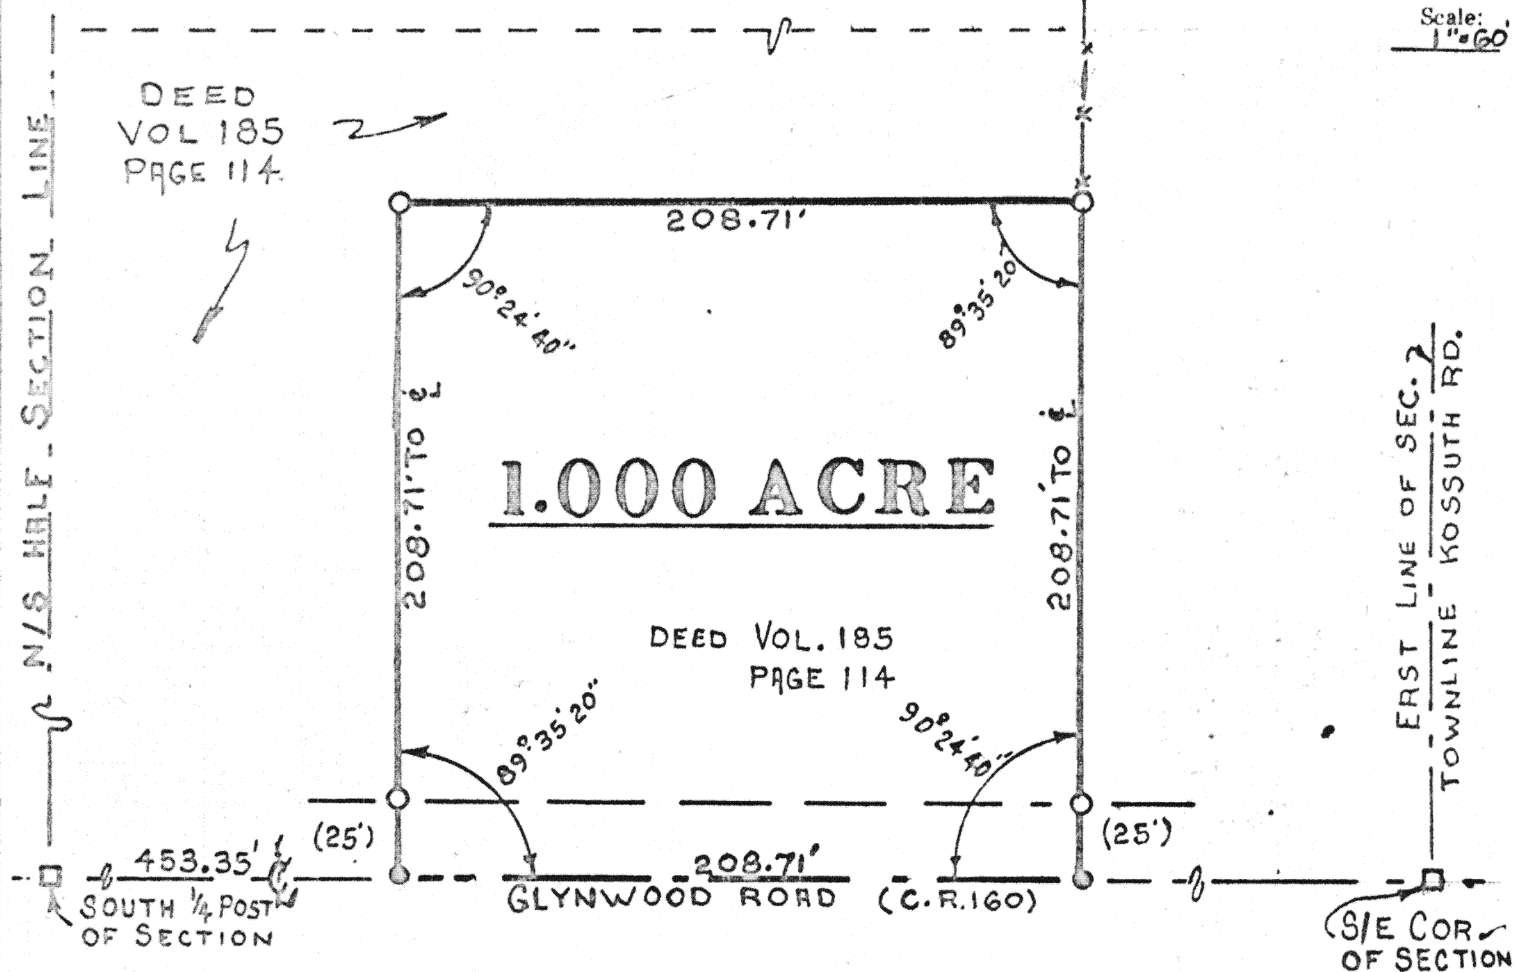 Scale:
1"=60'
DEED
VOL 185
PAGE 114
N/S HALF SECTION LINE
208.71'
90°24'40"
89°35'20"
208.71' TO ℄
208.71' TO ℄
1.000 ACRE
DEED VOL. 185
PAGE 114
EAST LINE OF SEC. 2
TOWNLINE KOSSUTH RD.
89°35'20"
90°24'40"
(25')
(25')
453.35'
208.71'
SOUTH 1/4 POST
OF SECTION
GLYNWOOD ROAD (C.R.160)
S/E COR
OF SECTION